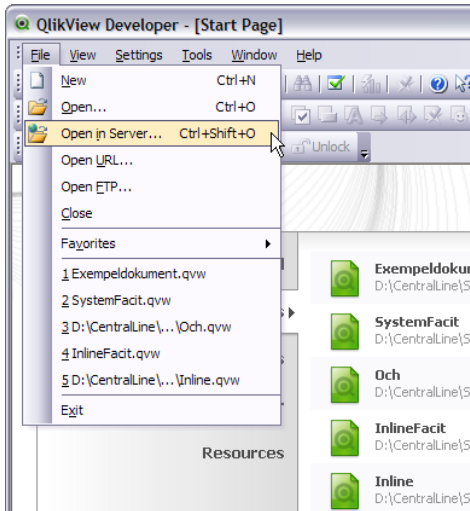 QlikView Developer - [Start Page]
File View Settings Tools Window Help
New Ctrl+N
Open... Ctrl+O
Open in Server... Ctrl+Shift+O
Unlock
Open URL...
Open FTP...
Close
Favorites
1 Exempeldokument.qvw
2 SystemFacit.qvw
3 D:\CentralLine\...\Och.qvw
4 InlineFacit.qvw
5 D:\CentralLine\...\Inline.qvw
Exit
Resources
Exempeldokum
D:\CentralLine\S
SystemFacit
D:\CentralLine\S
Och
D:\CentralLine\S
InlineFacit
D:\CentralLine\S
Inline
D:\CentralLine\S